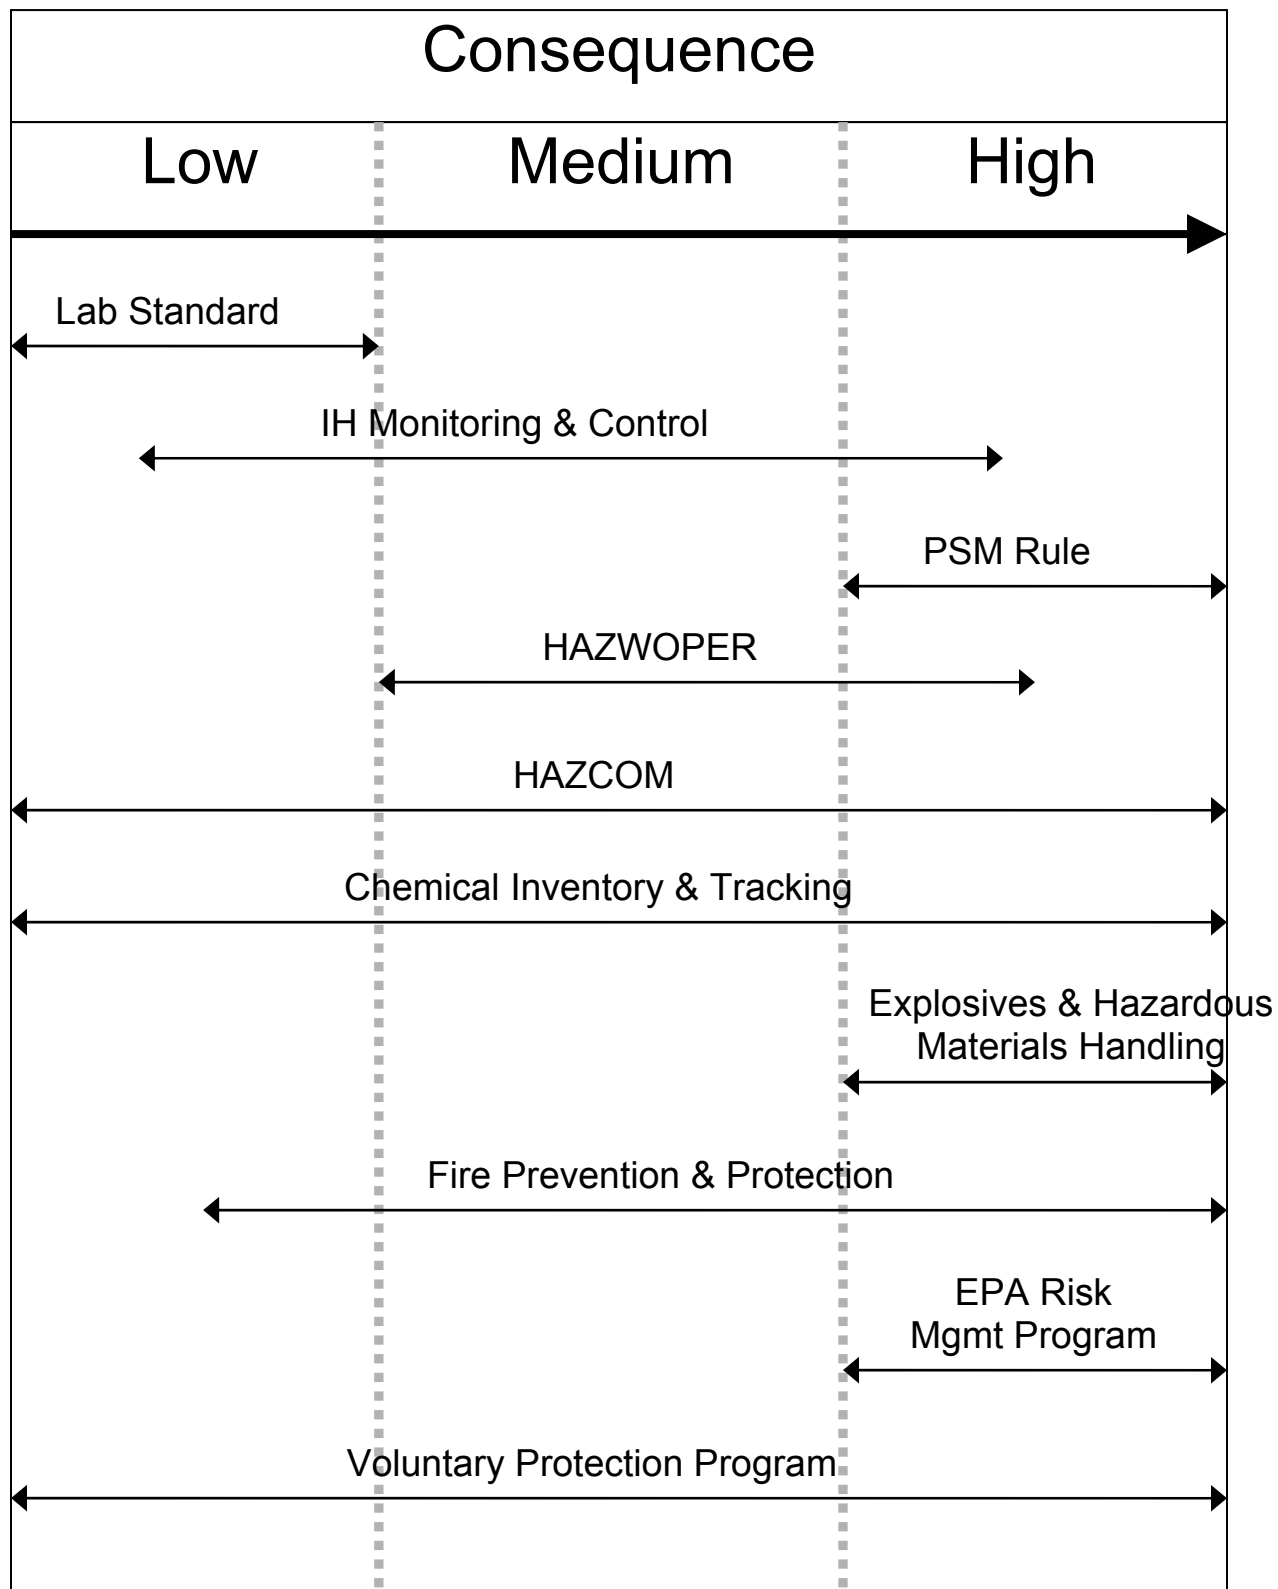 Consequence
Low Medium High
Lab Standard
IH Monitoring & Control
PSM Rule
HAZWOPER
HAZCOM
Chemical Inventory & Tracking
Explosives & Hazardous
Materials Handling
Fire Prevention & Protection
EPA Risk
Mgmt Program
Voluntary Protection Program